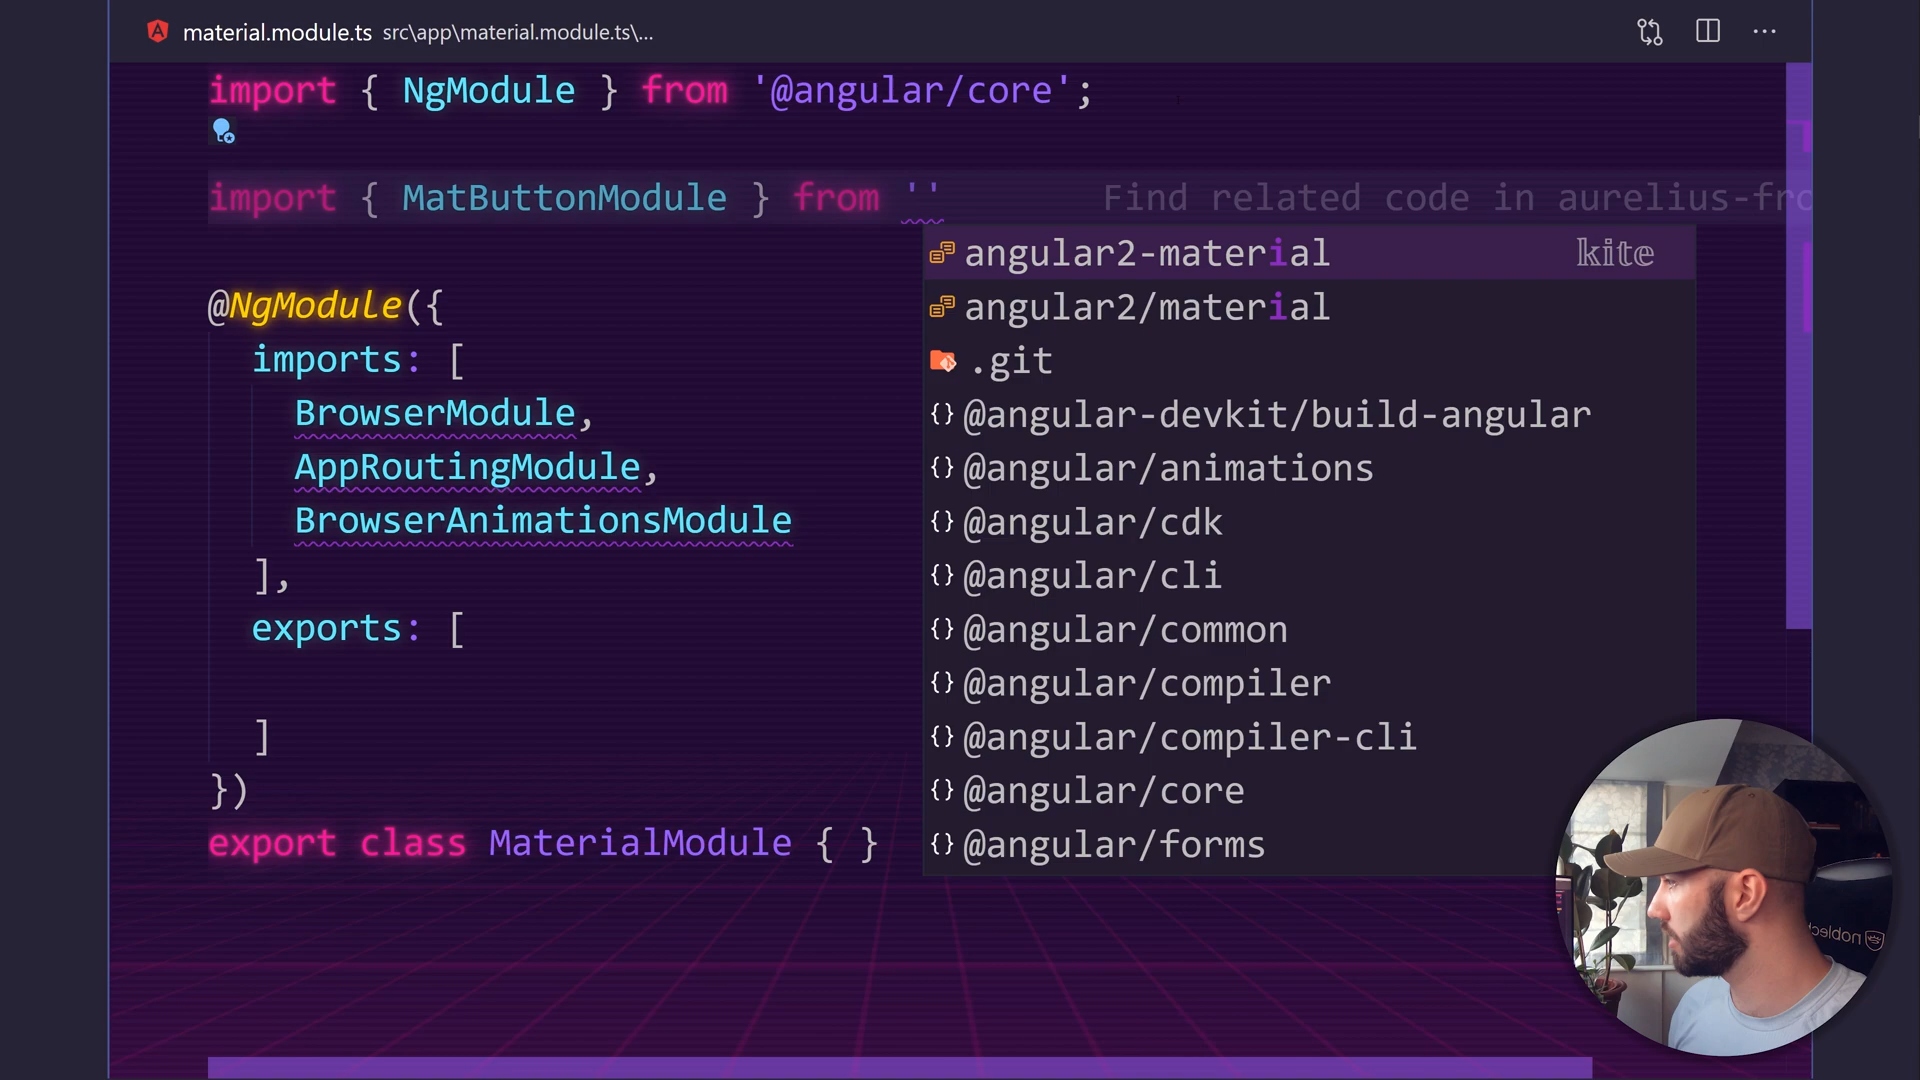 material.module.ts src\app\material.module.ts\...
import { NgModule } from '@angular/core';
import { MatButtonModule } from '' Find related code in aurelius-fro
angular2-material kite
angular2/material
.git
@angular-devkit/build-angular
@angular/animations
@angular/cdk
@angular/cli
@angular/common
@angular/compiler
@angular/compiler-cli
@angular/core
@angular/forms
@NgModule({
imports: [
BrowserModule,
AppRoutingModule,
BrowserAnimationsModule
],
exports: [
]
})
export class MaterialModule { }